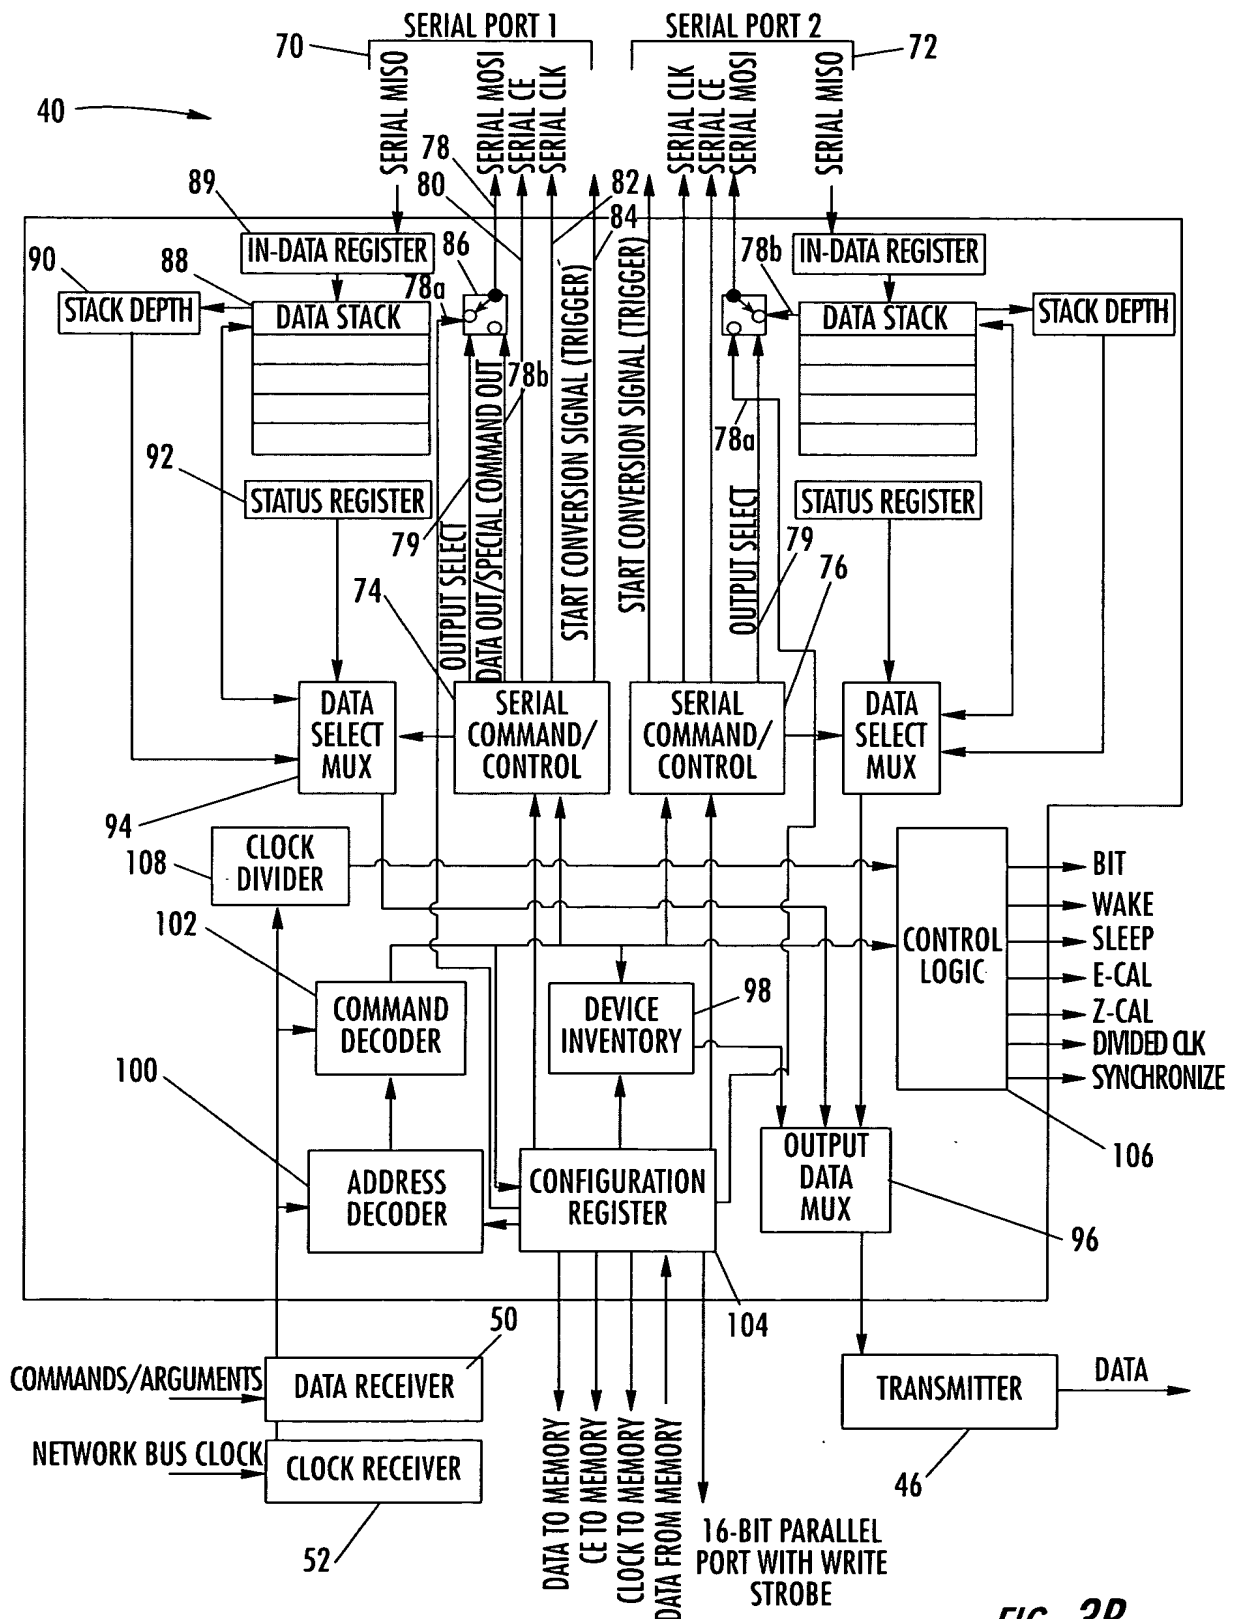 SERIAL PORT 1
SERIAL PORT 2
70
72
40
SERIAL MISO
SERIAL MOSI
SERIAL CE
SERIAL CLK
SERIAL CLK
SERIAL CE
SERIAL MOSI
SERIAL MISO
78
80
82
84
89
IN-DATA REGISTER
86
78b
IN-DATA REGISTER
90
88
78a
STACK DEPTH
DATA STACK
DATA STACK
STACK DEPTH
78b
78a
92
STATUS REGISTER
STATUS REGISTER
79
OUTPUT SELECT
DATA OUT/SPECIAL COMMAND OUT
START CONVERSION SIGNAL (TRIGGER)
START CONVERSION SIGNAL (TRIGGER)
OUTPUT SELECT
79
74
76
DATA
SELECT
MUX
SERIAL
COMMAND/
CONTROL
SERIAL
COMMAND/
CONTROL
DATA
SELECT
MUX
94
108
CLOCK
DIVIDER
102
COMMAND
DECODER
DEVICE
INVENTORY
98
CONTROL
LOGIC
BIT
WAKE
SLEEP
E-CAL
Z-CAL
DIVIDED CLK
SYNCHRONIZE
100
ADDRESS
DECODER
CONFIGURATION
REGISTER
OUTPUT
DATA
MUX
106
96
104
50
COMMANDS/ARGUMENTS
DATA RECEIVER
TRANSMITTER
DATA
NETWORK BUS CLOCK
CLOCK RECEIVER
52
46
DATA TO MEMORY
CE TO MEMORY
CLOCK TO MEMORY
DATA FROM MEMORY
16-BIT PARALLEL
PORT WITH WRITE
STROBE